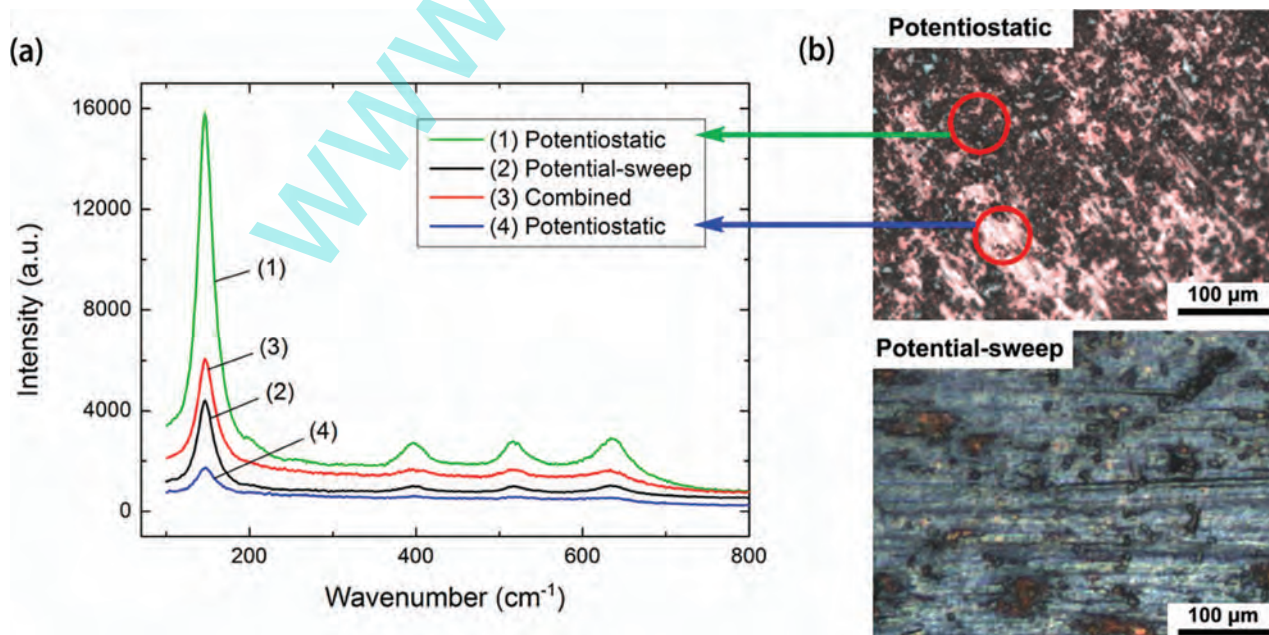 (a)
www
16000
12000
8000
4000
0
Intensity (a.u.)
200
400
600
800
Wavenumber (cm⁻¹)
(1) Potentiostatic
(2) Potential-sweep
(3) Combined
(4) Potentiostatic
(1)
(3)
(2)
(4)
(b)
Potentiostatic
100 µm
Potential-sweep
100 µm